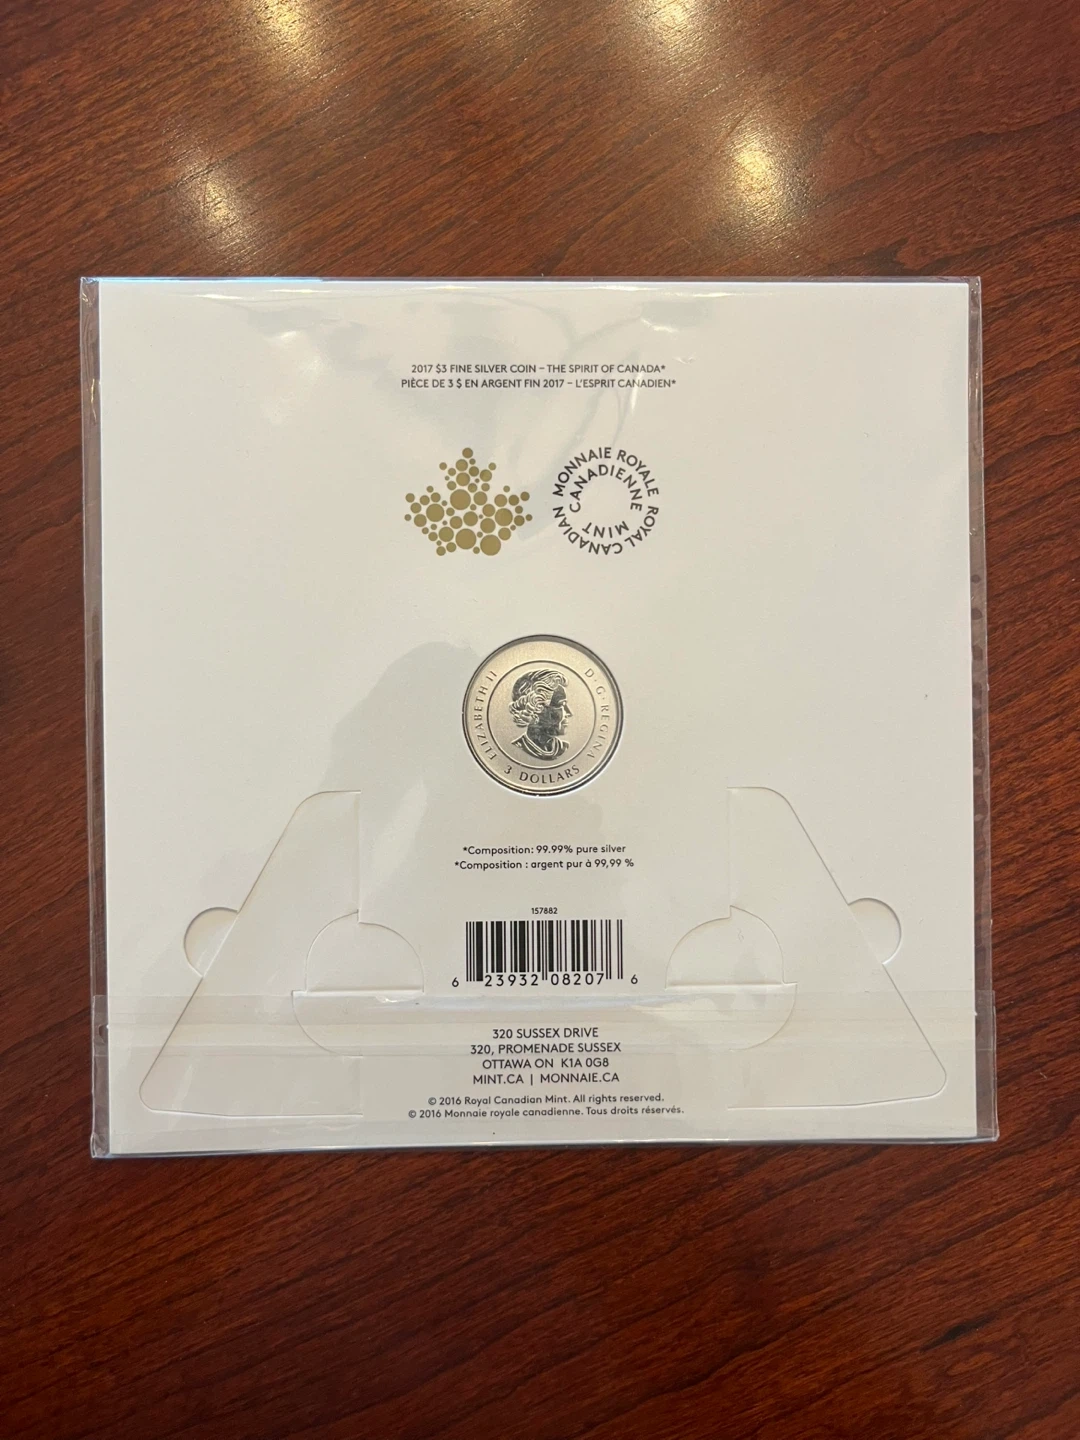 2017 $3 FINE SILVER COIN – THE SPIRIT OF CANADA*
PIÈCE DE 3 $ EN ARGENT FIN 2017 – L'ESPRIT CANADIEN*
MONNAIE ROYALE CANADIENNE
ROYAL CANADIAN MINT
ELIZABETH II D·G·REGINA
3 DOLLARS
*Composition: 99.99% pure silver
*Composition : argent pur à 99,99 %
157882
6 23932 08207 6
320 SUSSEX DRIVE
320, PROMENADE SUSSEX
OTTAWA ON K1A 0G8
MINT.CA | MONNAIE.CA
© 2016 Royal Canadian Mint. All rights reserved.
© 2016 Monnaie royale canadienne. Tous droits réservés.